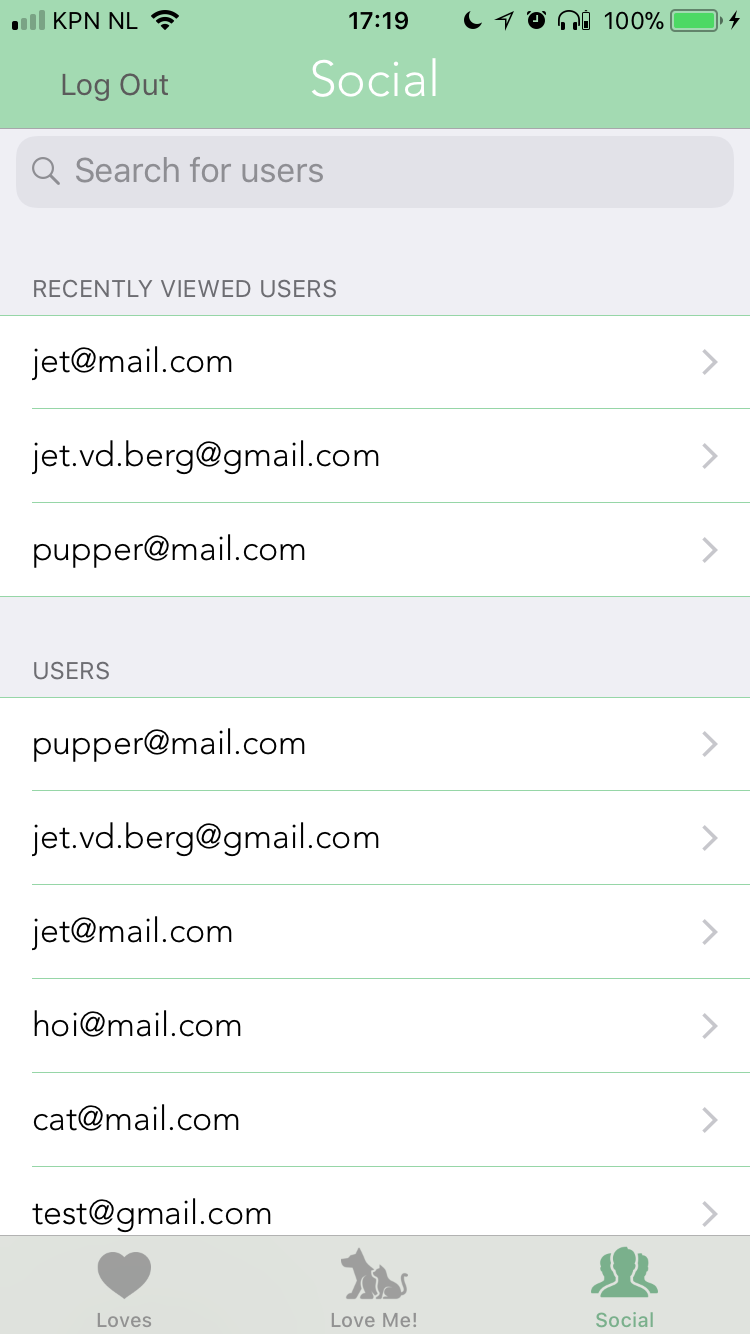 KPN NL 17:19 100%
Log Out Social
Search for users
RECENTLY VIEWED USERS
jet@mail.com
jet.vd.berg@gmail.com
pupper@mail.com
USERS
pupper@mail.com
jet.vd.berg@gmail.com
jet@mail.com
hoi@mail.com
cat@mail.com
test@gmail.com
Loves Love Me! Social